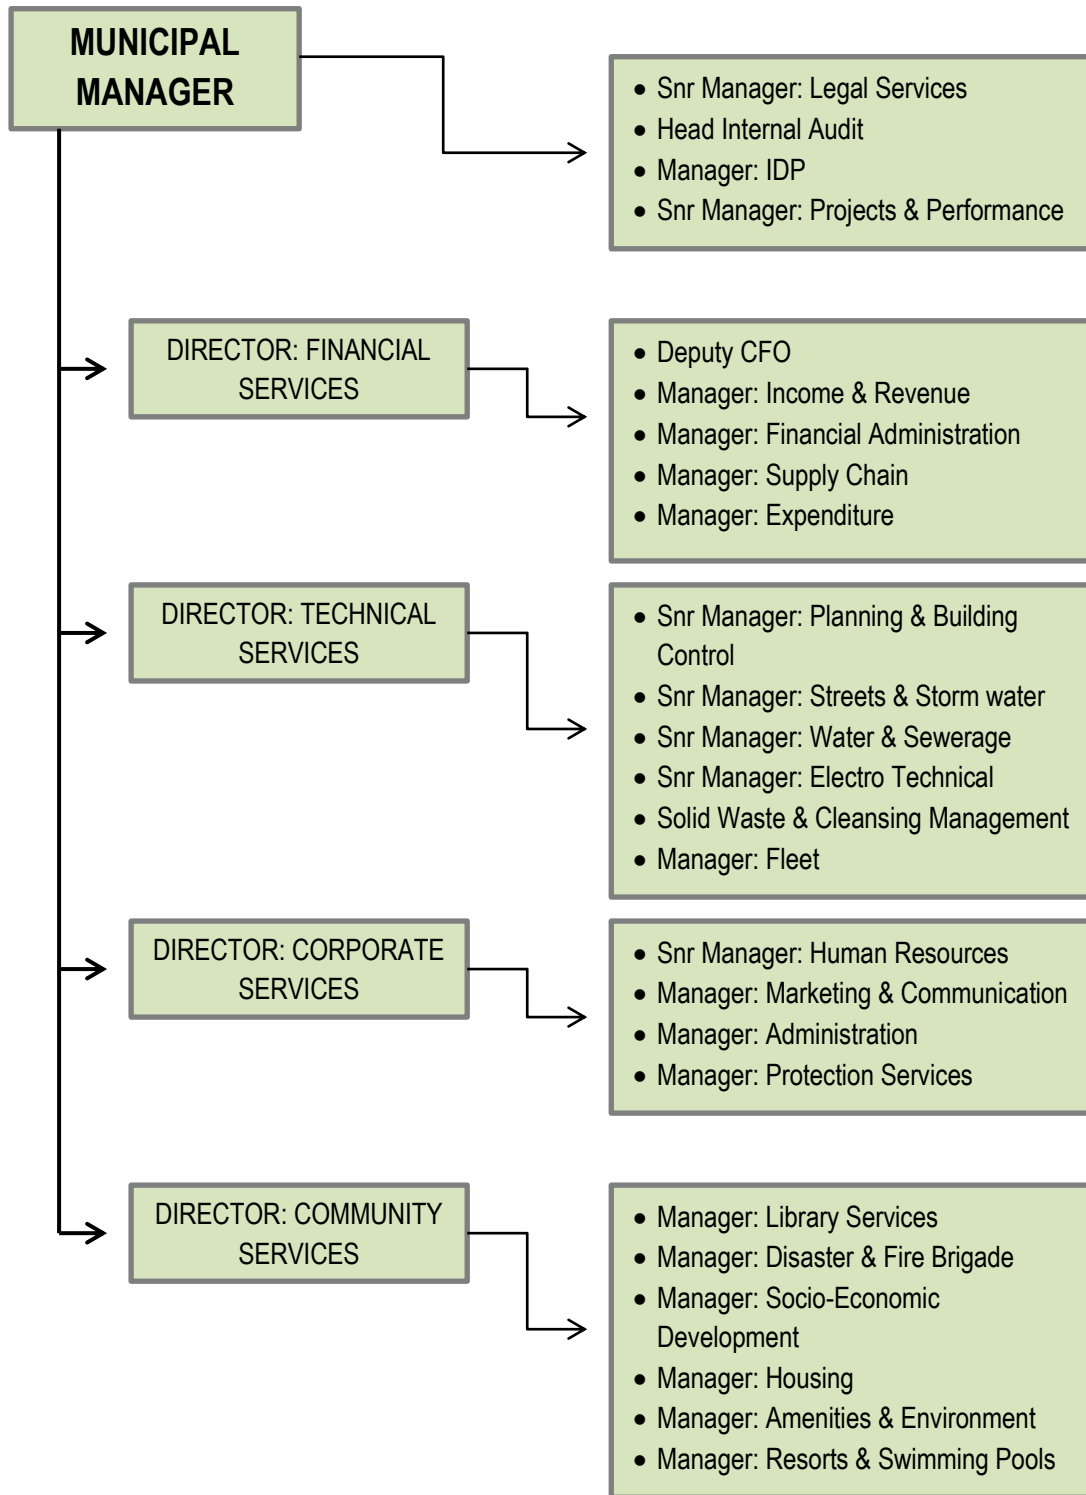 MUNICIPAL
MANAGER
• Snr Manager: Legal Services
• Head Internal Audit
• Manager: IDP
• Snr Manager: Projects & Performance
DIRECTOR: FINANCIAL
SERVICES
• Deputy CFO
• Manager: Income & Revenue
• Manager: Financial Administration
• Manager: Supply Chain
• Manager: Expenditure
DIRECTOR: TECHNICAL
SERVICES
• Snr Manager: Planning & Building
Control
• Snr Manager: Streets & Storm water
• Snr Manager: Water & Sewerage
• Snr Manager: Electro Technical
• Solid Waste & Cleansing Management
• Manager: Fleet
DIRECTOR: CORPORATE
SERVICES
• Snr Manager: Human Resources
• Manager: Marketing & Communication
• Manager: Administration
• Manager: Protection Services
DIRECTOR: COMMUNITY
SERVICES
• Manager: Library Services
• Manager: Disaster & Fire Brigade
• Manager: Socio-Economic
Development
• Manager: Housing
• Manager: Amenities & Environment
• Manager: Resorts & Swimming Pools